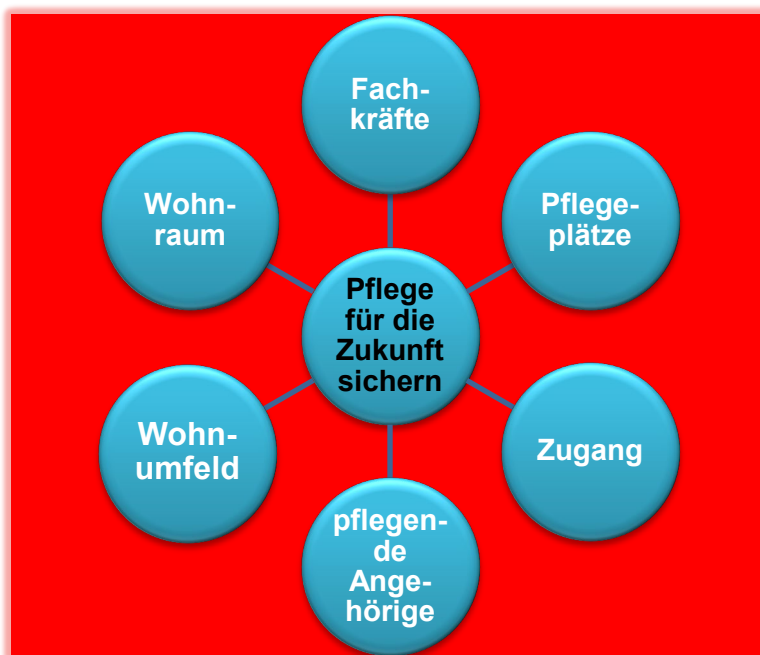 Fach-
kräfte
Wohn-
raum
Pflege-
plätze
Pflege
für die
Zukunft
sichern
Wohn-
umfeld
Zugang
pflegen-
de
Ange-
hörige